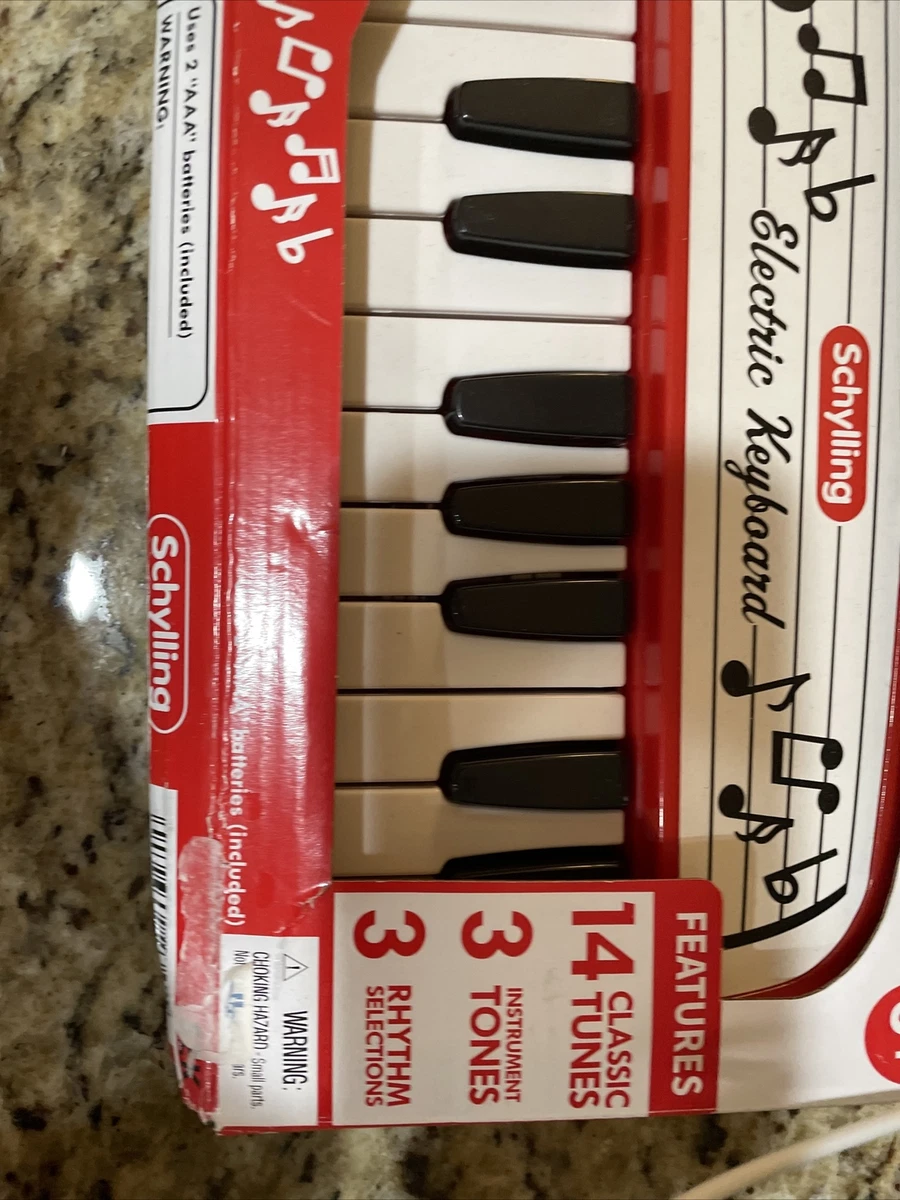 Schylling
Electric Keyboard
FEATURES
14 CLASSIC
TUNES
3 INSTRUMENT
TONES
3 RHYTHM
SELECTIONS
WARNING:
CHOKING HAZARD - Small parts.
batteries (included)
Uses 2 "AAA" batteries (included)
WARNING:
Schylling